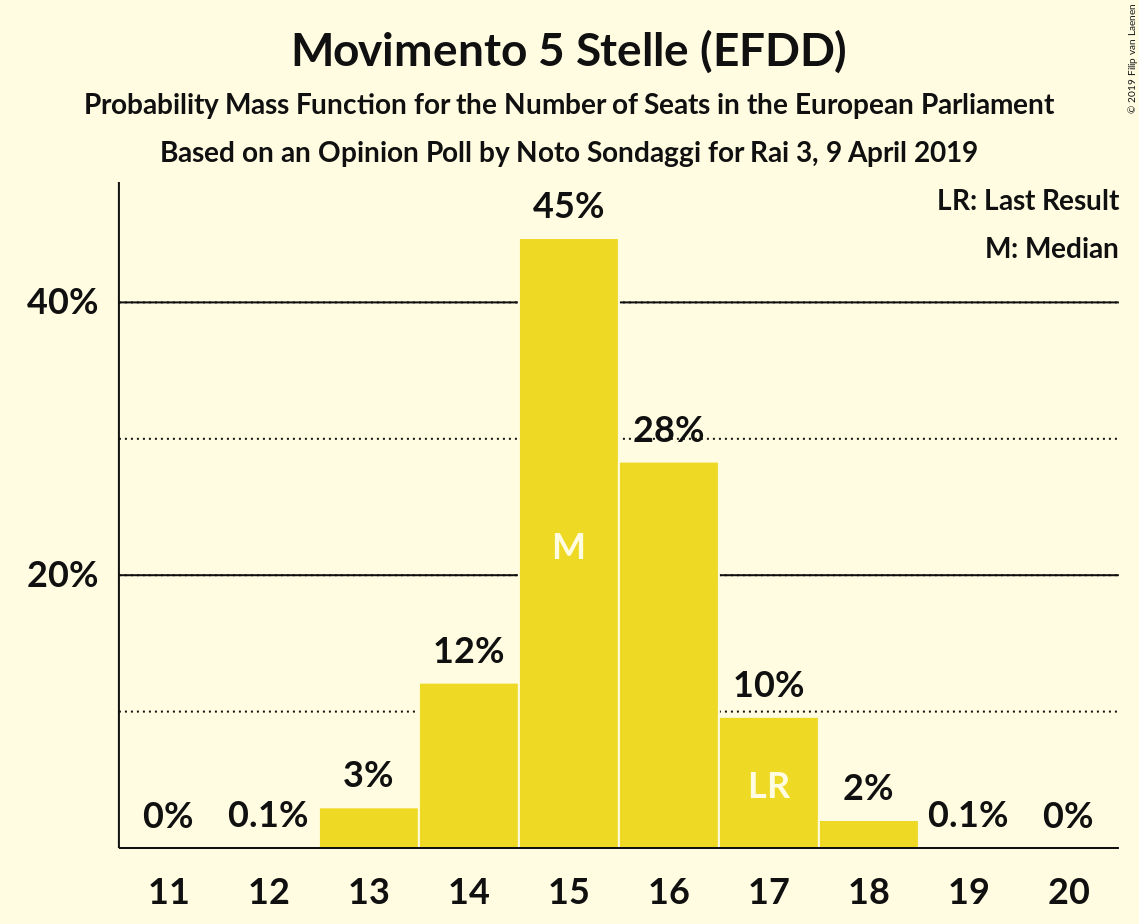 Movimento 5 Stelle (EFDD)
Probability Mass Function for the Number of Seats in the European Parliament
Based on an Opinion Poll by Noto Sondaggi for Rai 3, 9 April 2019
© 2019 Filip van Laenen
LR: Last Result
M: Median
45%
40%
28%
M
20%
12%
10%
3%
LR
2%
0%
0.1%
0.1%
0%
11 12 13 14 15 16 17 18 19 20